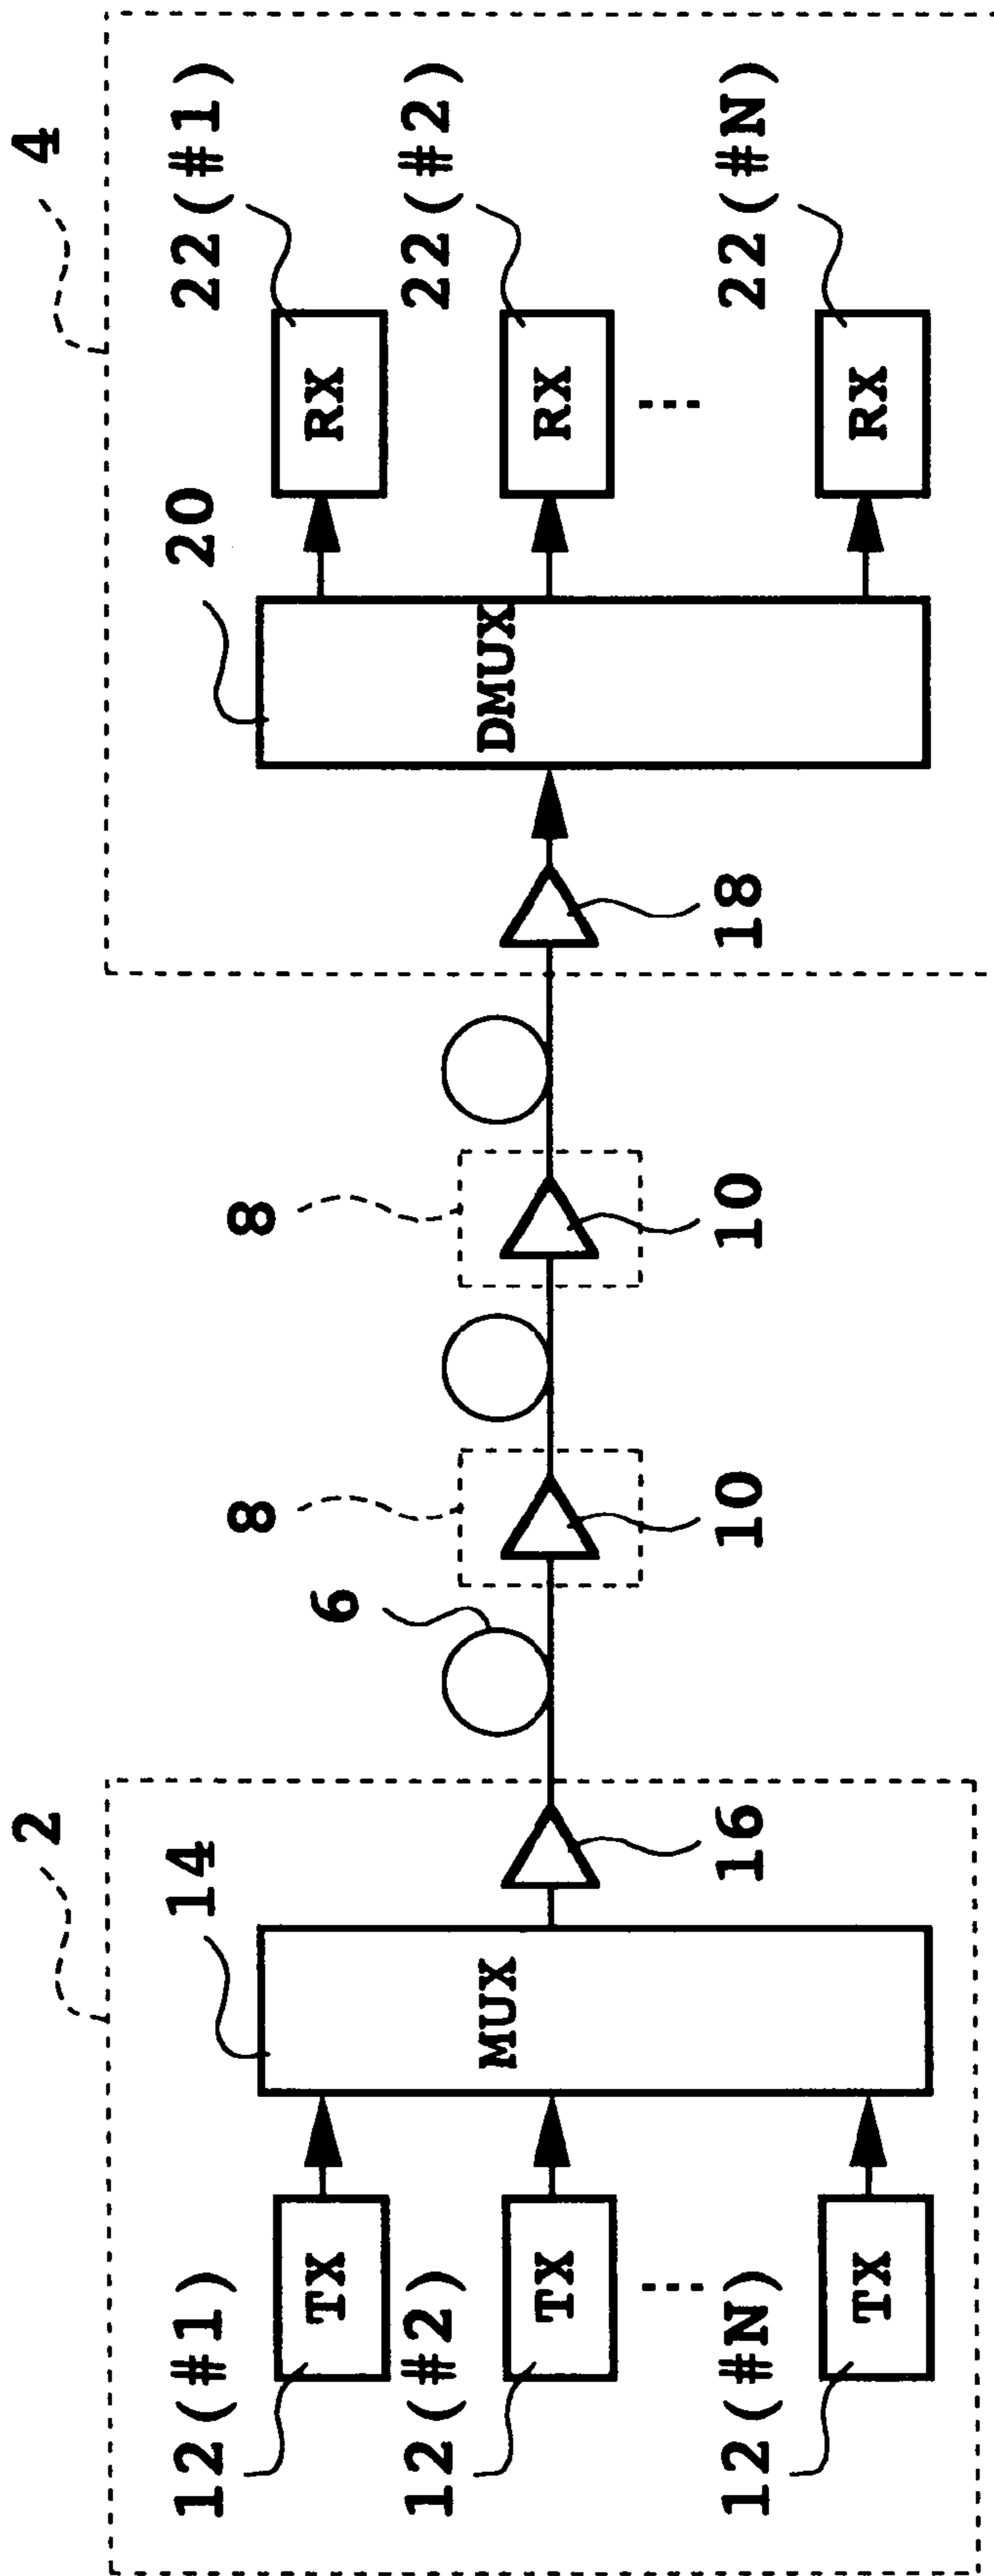 2
14
12(#1)
TX
12(#2)
TX
12(#N)
TX
MUX
16
6
8
10
8
10
4
20
18
DMUX
22(#1)
RX
22(#2)
RX
22(#N)
RX